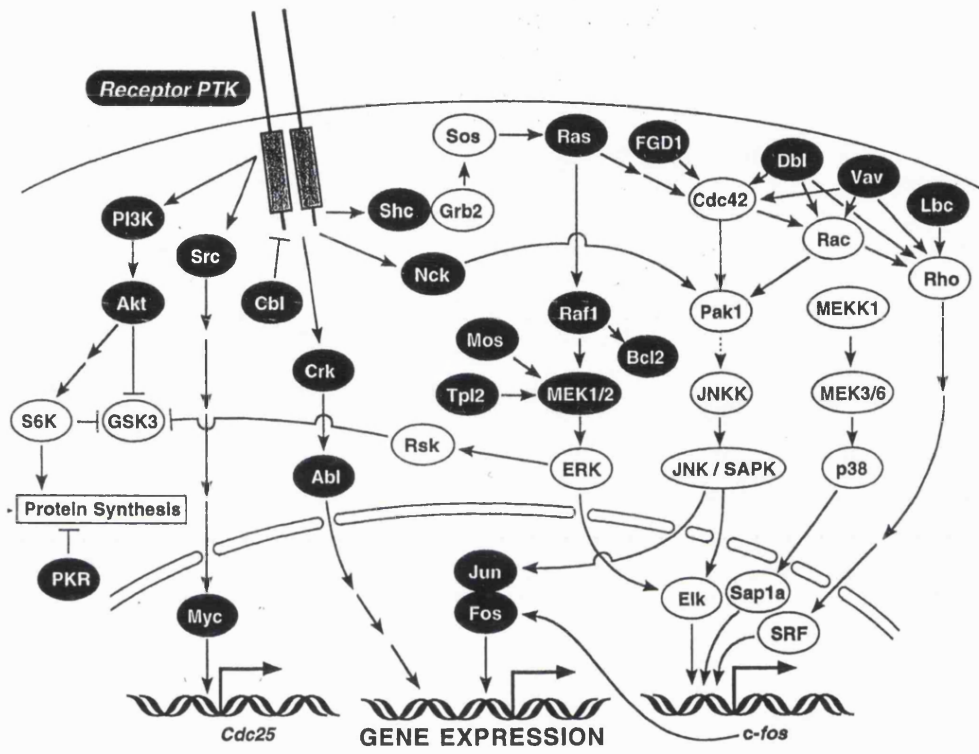 Receptor PTK
Sos
Ras
FGD1
Dbl
Vav
Lbc
PI3K
Shc
Grb2
Cdc42
Rac
Rho
Src
Nck
Akt
Cbl
Raf1
Pak1
MEKK1
Mos
Bcl2
Crk
Tpl2
MEK1/2
JNKK
MEK3/6
S6K
GSK3
Rsk
ERK
JNK / SAPK
p38
Abl
Protein Synthesis
PKR
Jun
Myc
Fos
Elk
Sap1a
SRF
Cdc25
GENE EXPRESSION
c-fos